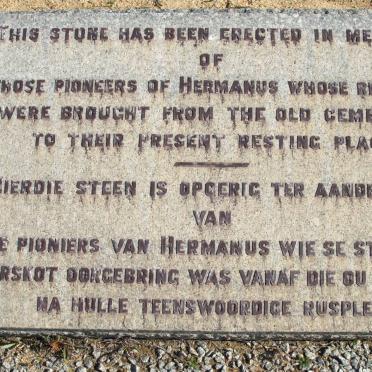 THIS STONE HAS BEEN ERECTED IN ME
OF
HOSE PIONEERS OF HERMANUS WHOSE R
WERE BROUGHT FROM THE OLD CEME
TO THEIR PRESENT RESTING PLA
IERDIE STEEN IS OPGERIG TER AANDE
VAN
E PIONIERS VAN HERMANUS WIE SE ST
RSKOT OORGEBRING WAS VANAF DIE OU
NA HULLE TEENSWOORDIGE RUSPLE